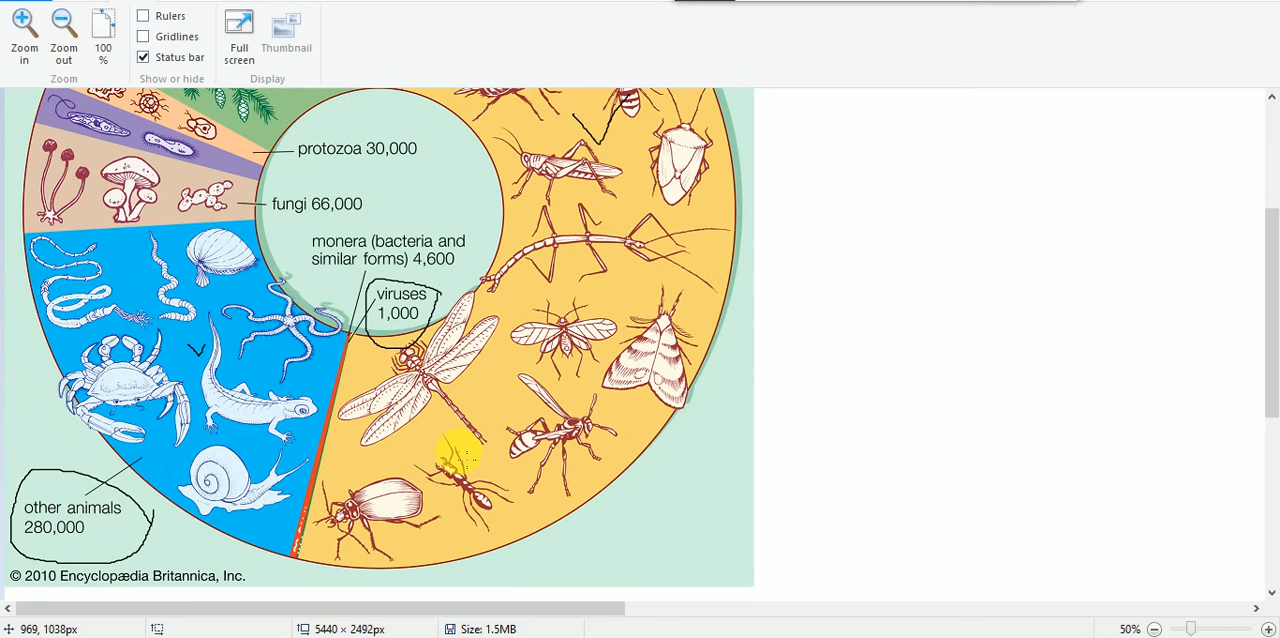 Rulers
Gridlines
Status bar
Zoom
in
Zoom
out
100
%
Full
screen
Thumbnail
Zoom
Show or hide
Display
protozoa 30,000
fungi 66,000
monera (bacteria and
similar forms) 4,600
viruses
1,000
other animals
280,000
© 2010 Encyclopædia Britannica, Inc.
969, 1038px
5440 × 2492px
Size: 1.5MB
50%